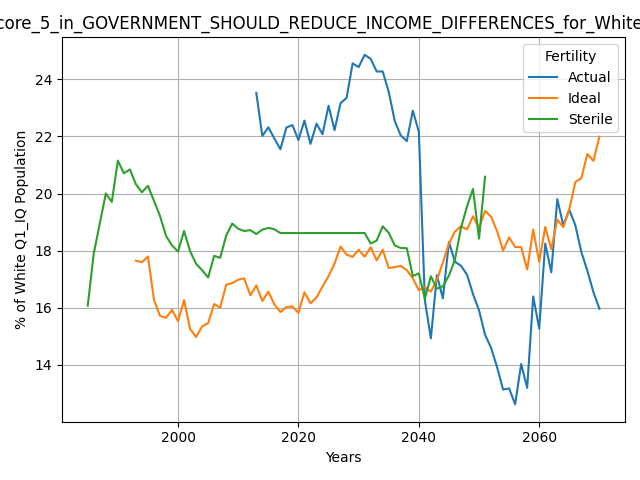 core_5_in_GOVERNMENT_SHOULD_REDUCE_INCOME_DIFFERENCES_for_White
Fertility
Actual
Ideal
Sterile
% of White Q1_IQ Population
24
22
20
18
16
14
2000
2020
2040
2060
Years